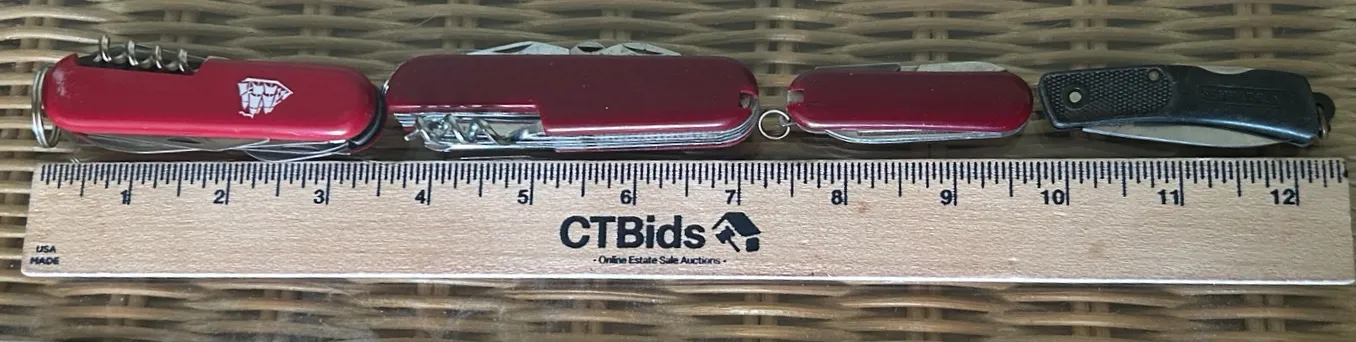 1 2 3 4 5 6 7 8 9 10 11 12
CTBids
- Online Estate Sale Auctions -
USA
MADE